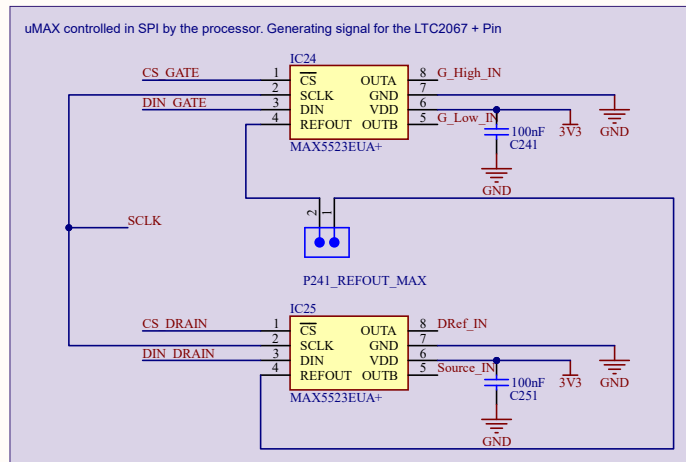 uMAX controlled in SPI by the processor. Generating signal for the LTC2067 + Pin
IC24
CS_GATE 1 CS OUTA 8 G_High_IN
2 SCLK GND 7
DIN_GATE 3 DIN VDD 6
4 REFOUT OUTB 5 G_Low_IN
MAX5523EUA+
100nF
C241
3V3
GND
GND
2 1
SCLK
P241_REFOUT_MAX
IC25
CS_DRAIN 1 CS OUTA 8 DRef_IN
2 SCLK GND 7
DIN_DRAIN 3 DIN VDD 6
4 REFOUT OUTB 5 Source_IN
MAX5523EUA+
100nF
C251
3V3
GND
GND